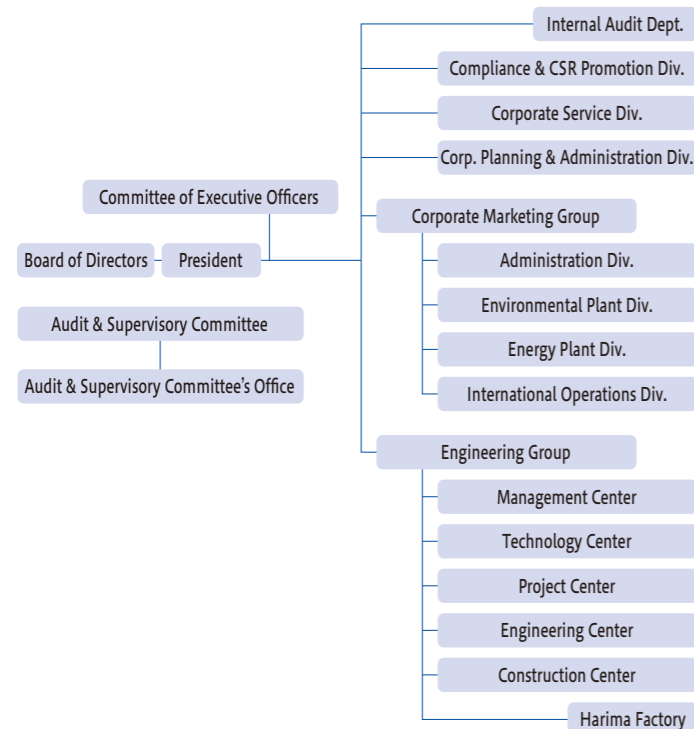 Internal Audit Dept.
Compliance & CSR Promotion Div.
Corporate Service Div.
Corp. Planning & Administration Div.
Committee of Executive Officers
Corporate Marketing Group
Board of Directors
President
Administration Div.
Environmental Plant Div.
Audit & Supervisory Committee
Energy Plant Div.
Audit & Supervisory Committee’s Office
International Operations Div.
Engineering Group
Management Center
Technology Center
Project Center
Engineering Center
Construction Center
Harima Factory